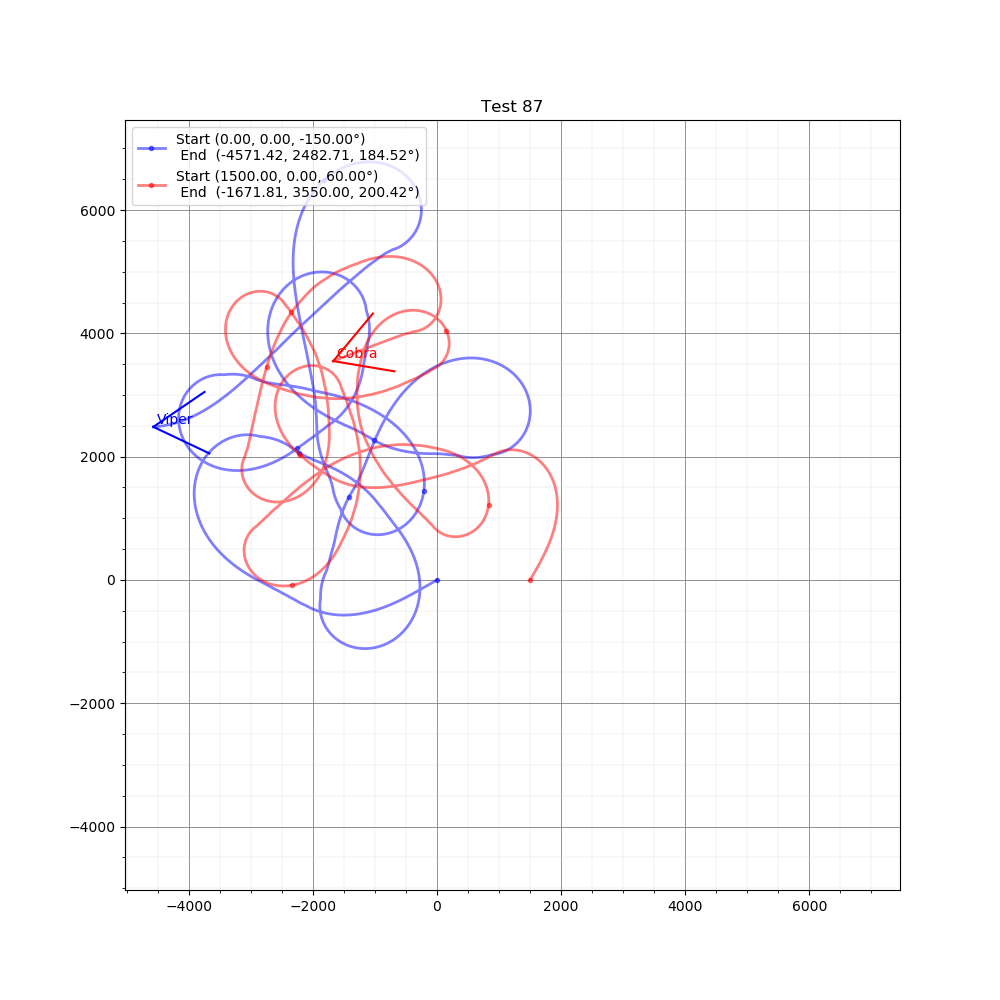 Test 87
Start (0.00, 0.00, -150.00°)
End (-4571.42, 2482.71, 184.52°)
Start (1500.00, 0.00, 60.00°)
End (-1671.81, 3550.00, 200.42°)
6000
4000
Cobra
Viper
2000
0
−2000
−4000
−4000 −2000 0 2000 4000 6000